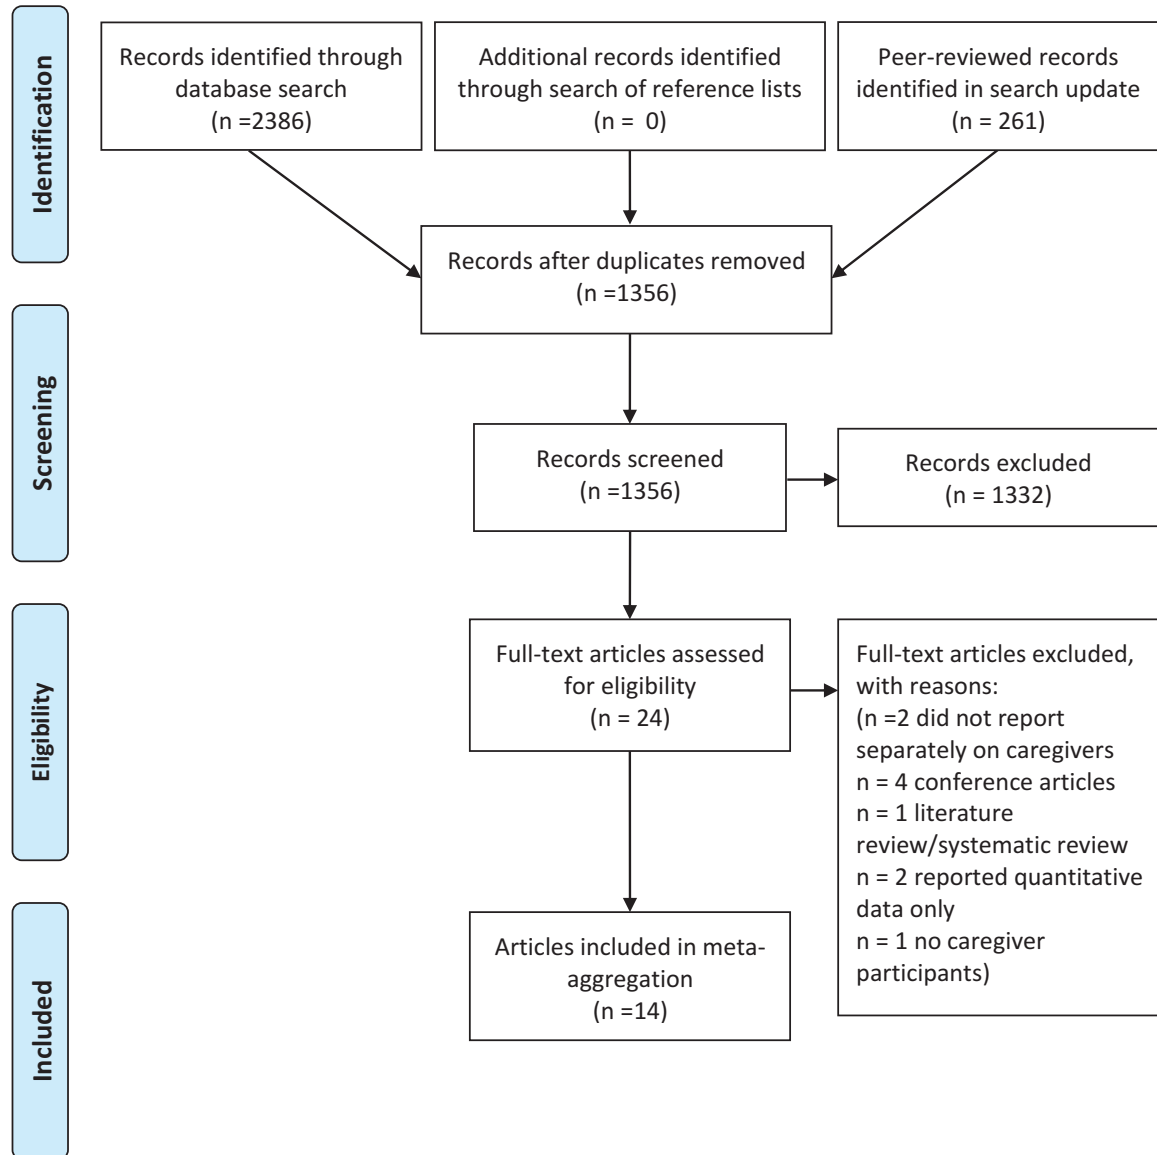 Identification
Records identified through
database search
(n =2386)
Additional records identified
through search of reference lists
(n = 0)
Peer-reviewed records
identified in search update
(n = 261)
Records after duplicates removed
(n =1356)
Screening
Records screened
(n =1356)
Records excluded
(n = 1332)
Eligibility
Full-text articles assessed
for eligibility
(n = 24)
Full-text articles excluded,
with reasons:
(n =2 did not report
separately on caregivers
n = 4 conference articles
n = 1 literature
review/systematic review
n = 2 reported quantitative
data only
n = 1 no caregiver
participants)
Included
Articles included in meta-
aggregation
(n =14)